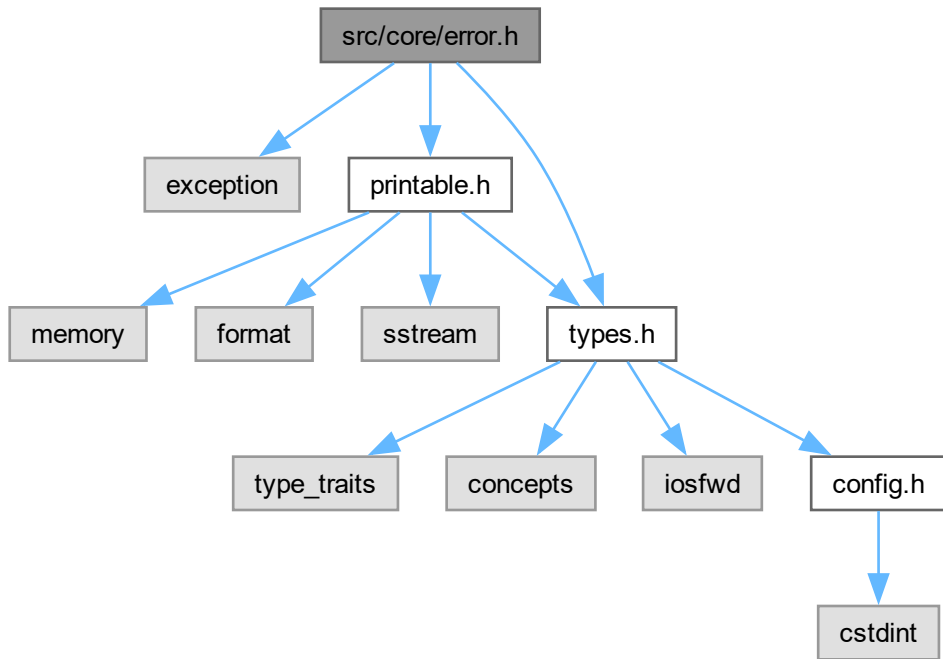 src/core/error.h
exception
printable.h
memory
format
sstream
types.h
type_traits
concepts
iosfwd
config.h
cstdint